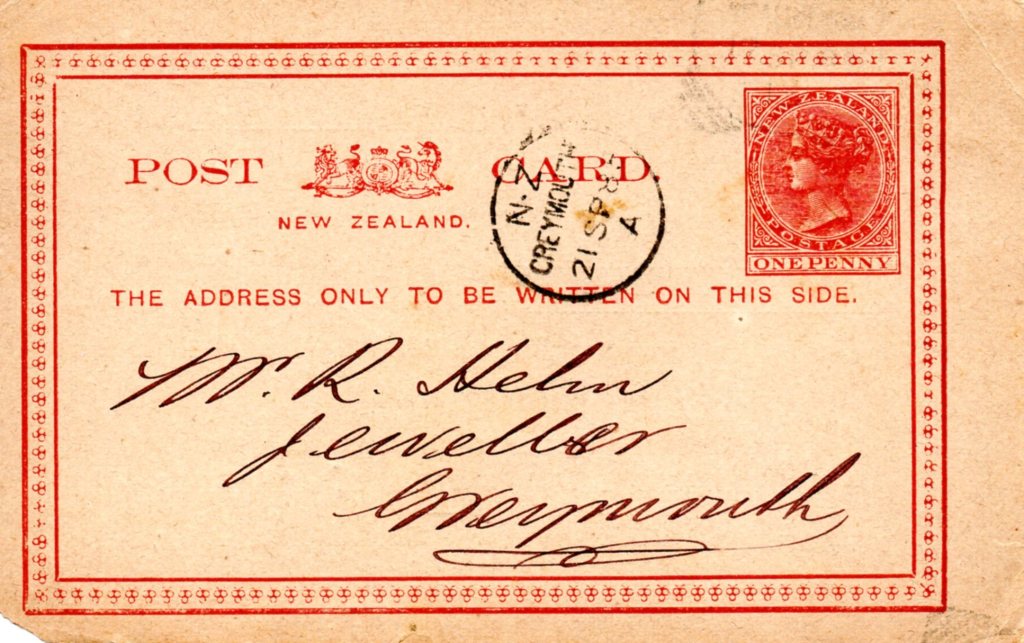 POST CARD.
NEW ZEALAND.
NEW ZEALAND
POSTAGE
ONE PENNY
N.Z
GREYMOUTH
21 SP 85
A
THE ADDRESS ONLY TO BE WRITTEN ON THIS SIDE.
Mr. R. Helm
Jeweller
Greymouth